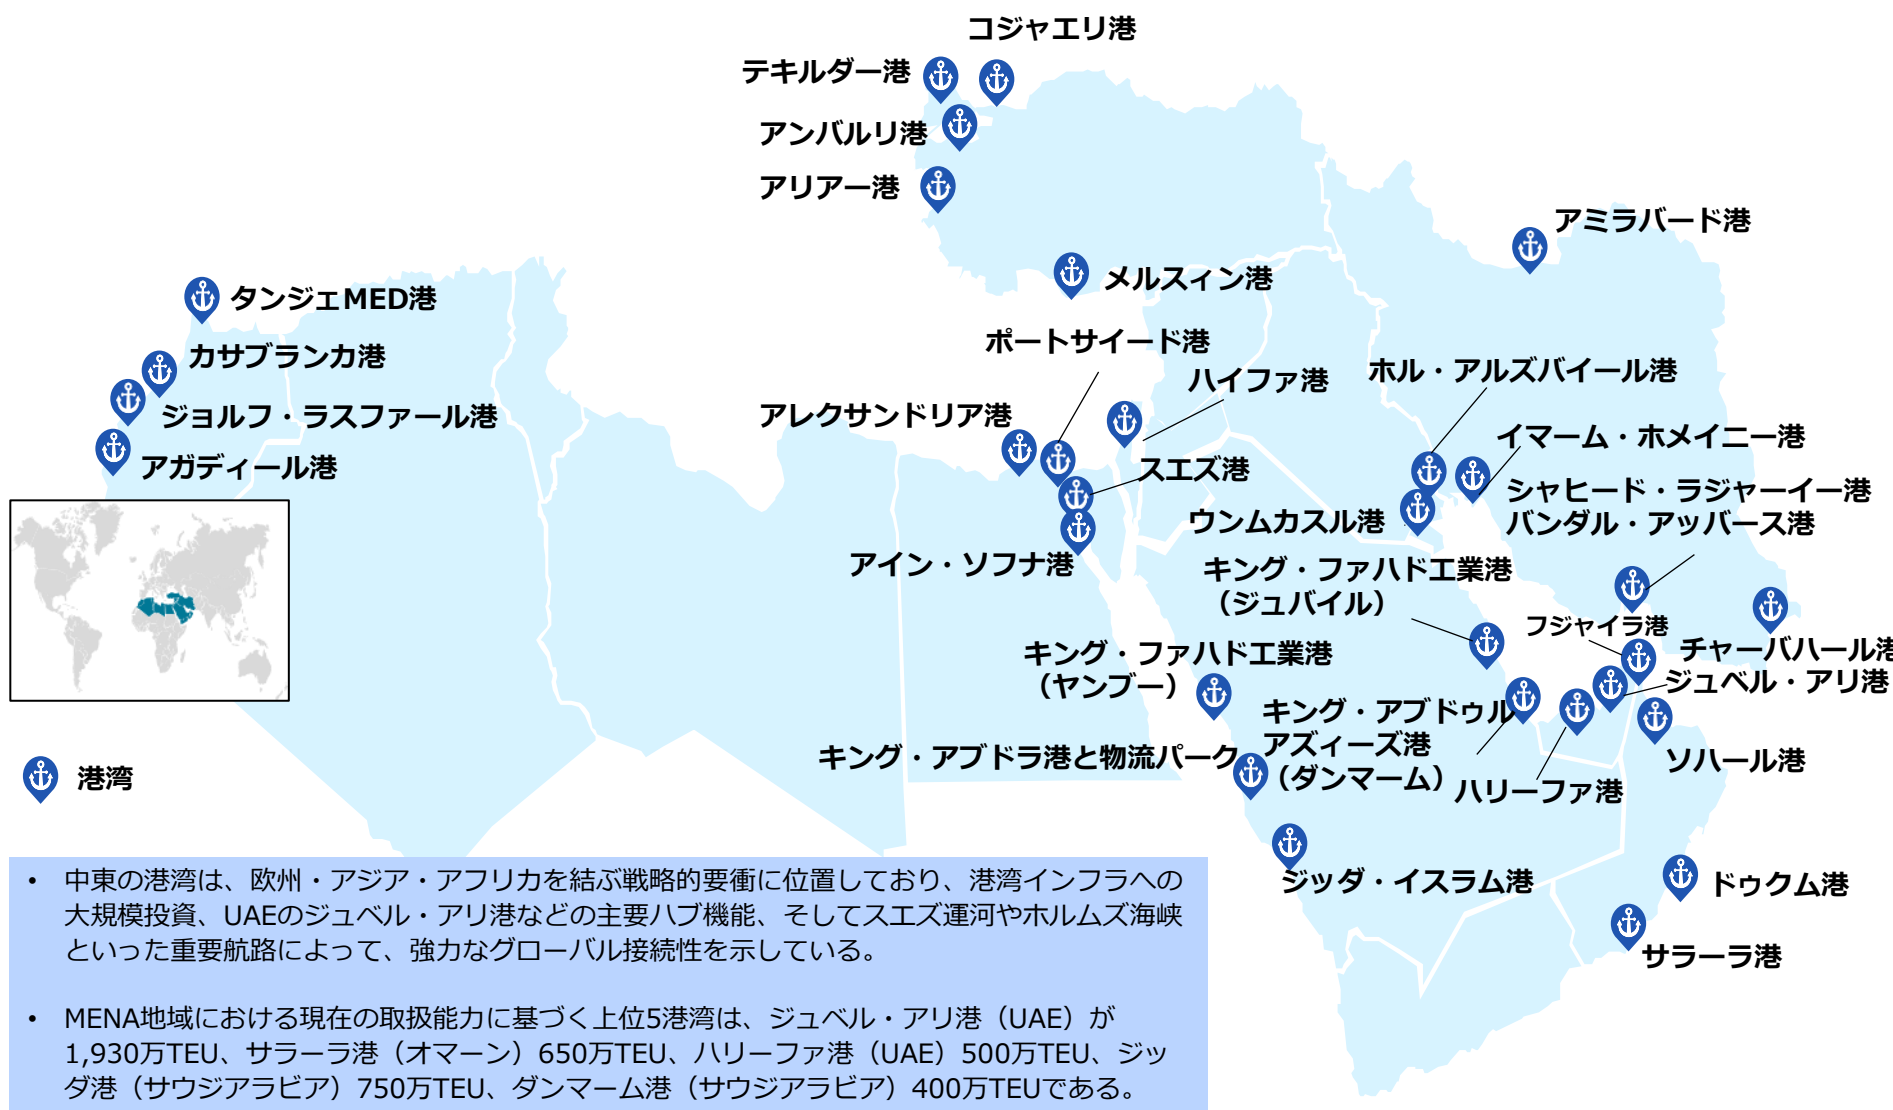 コジャエリ港
テキルダー港
アンバルリ港
アリアー港
アミラバード港
メルスィン港
タンジェMED港
ポートサイード港
カサブランカ港
ハイファ港
ホル・アルズバイール港
ジョルフ・ラスファール港
アレクサンドリア港
イマーム・ホメイニー港
アガディール港
スエズ港
シャヒード・ラジャーイー港
バンダル・アッバース港
ウンムカスル港
アイン・ソフナ港
キング・ファハド工業港
（ジュバイル）
フジャイラ港
キング・ファハド工業港
（ヤンブー）
チャーバハール港
ジュベル・アリ港
キング・アブドゥル
アズィーズ港
（ダンマーム）
キング・アブドラ港と物流パーク
ハリーファ港
ソハール港
港湾
ジッダ・イスラム港
ドゥクム港
サラーラ港
• 中東の港湾は、欧州・アジア・アフリカを結ぶ戦略的要衝に位置しており、港湾インフラへの
大規模投資、UAEのジュベル・アリ港などの主要ハブ機能、そしてスエズ運河やホルムズ海峡
といった重要航路によって、強力なグローバル接続性を示している。
• MENA地域における現在の取扱能力に基づく上位5港湾は、ジュベル・アリ港（UAE）が
1,930万TEU、サラーラ港（オマーン）650万TEU、ハリーファ港（UAE）500万TEU、ジッ
ダ港（サウジアラビア）750万TEU、ダンマーム港（サウジアラビア）400万TEUである。